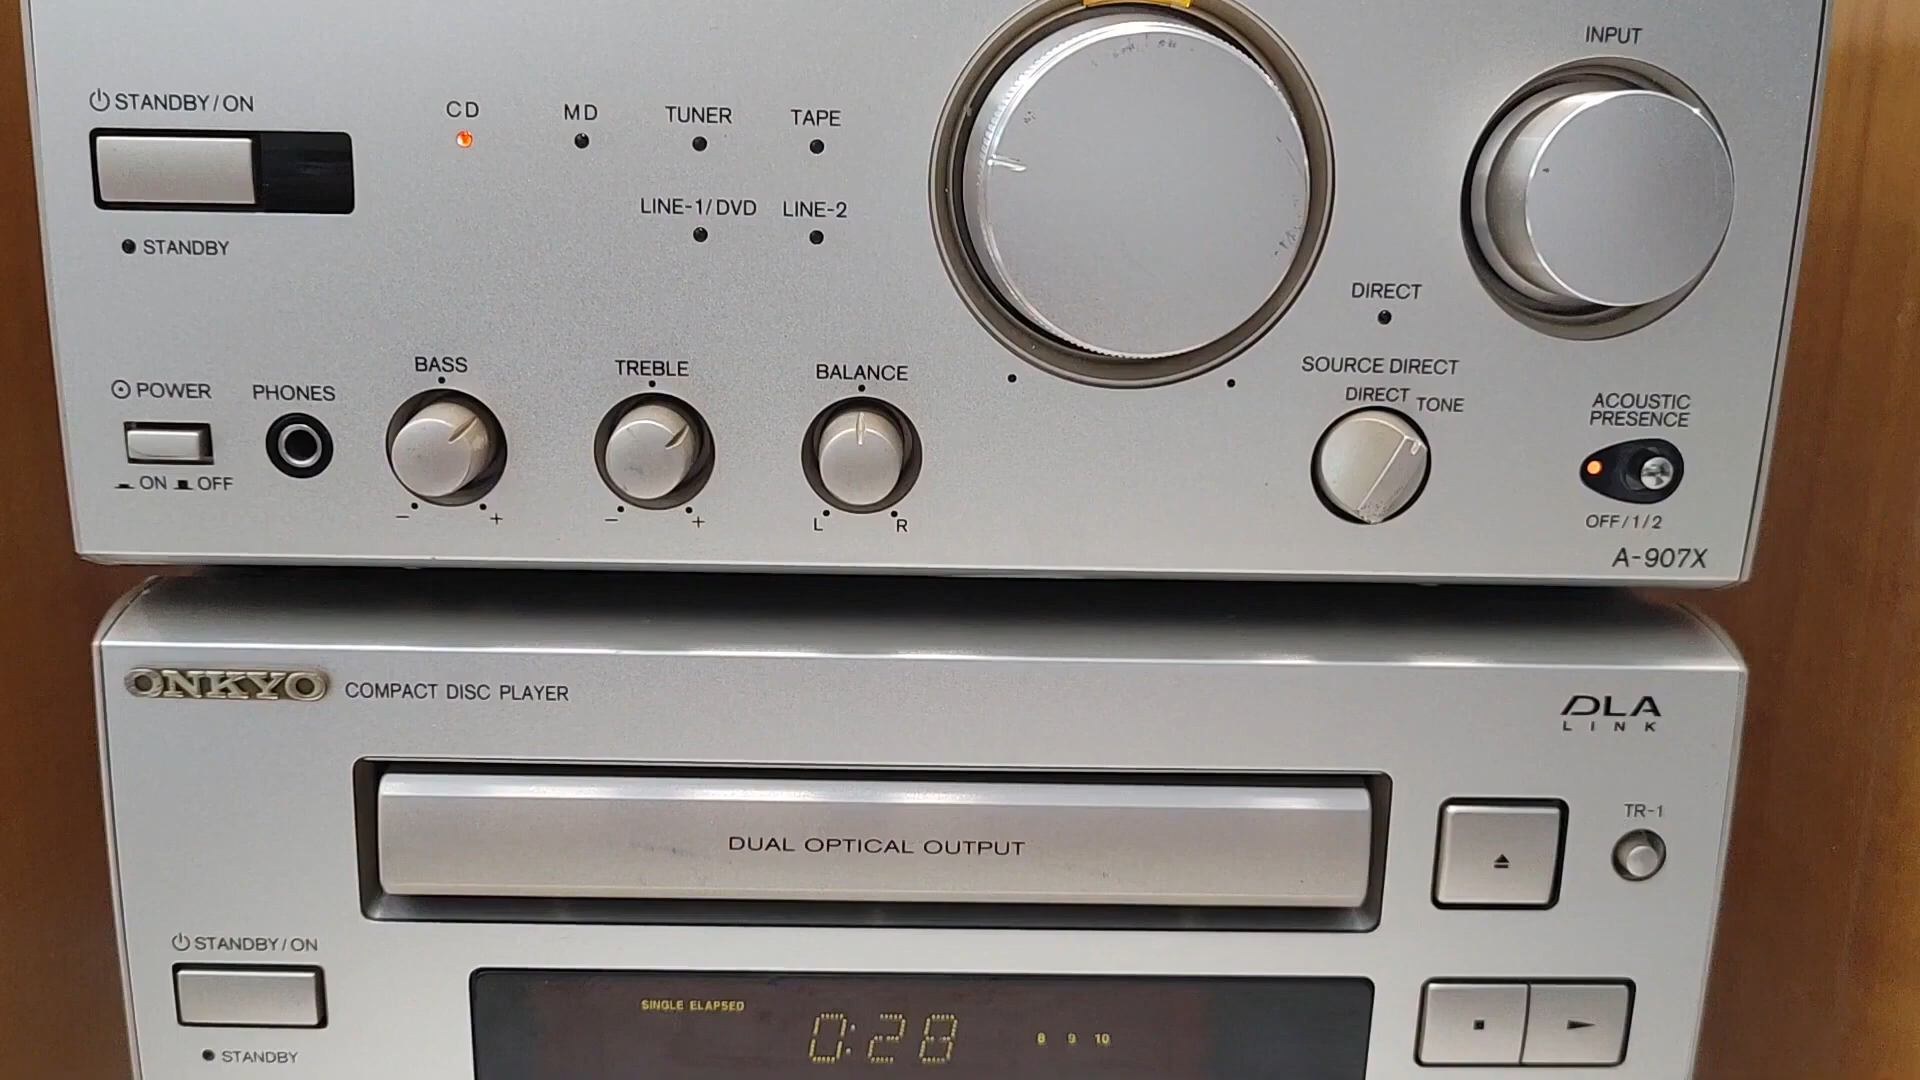 INPUT
STANDBY/ON
CD MD TUNER TAPE
LINE-1/DVD LINE-2
STANDBY
DIRECT
SOURCE DIRECT
DIRECT TONE
BASS TREBLE BALANCE
POWER PHONES
ACOUSTIC
PRESENCE
ON OFF
- + - + L R
OFF/1/2
A-907X
ONKYO COMPACT DISC PLAYER
DLA
LINK
TR-1
DUAL OPTICAL OUTPUT
STANDBY/ON
SINGLE ELAPSED
0:28 8 9 10
STANDBY